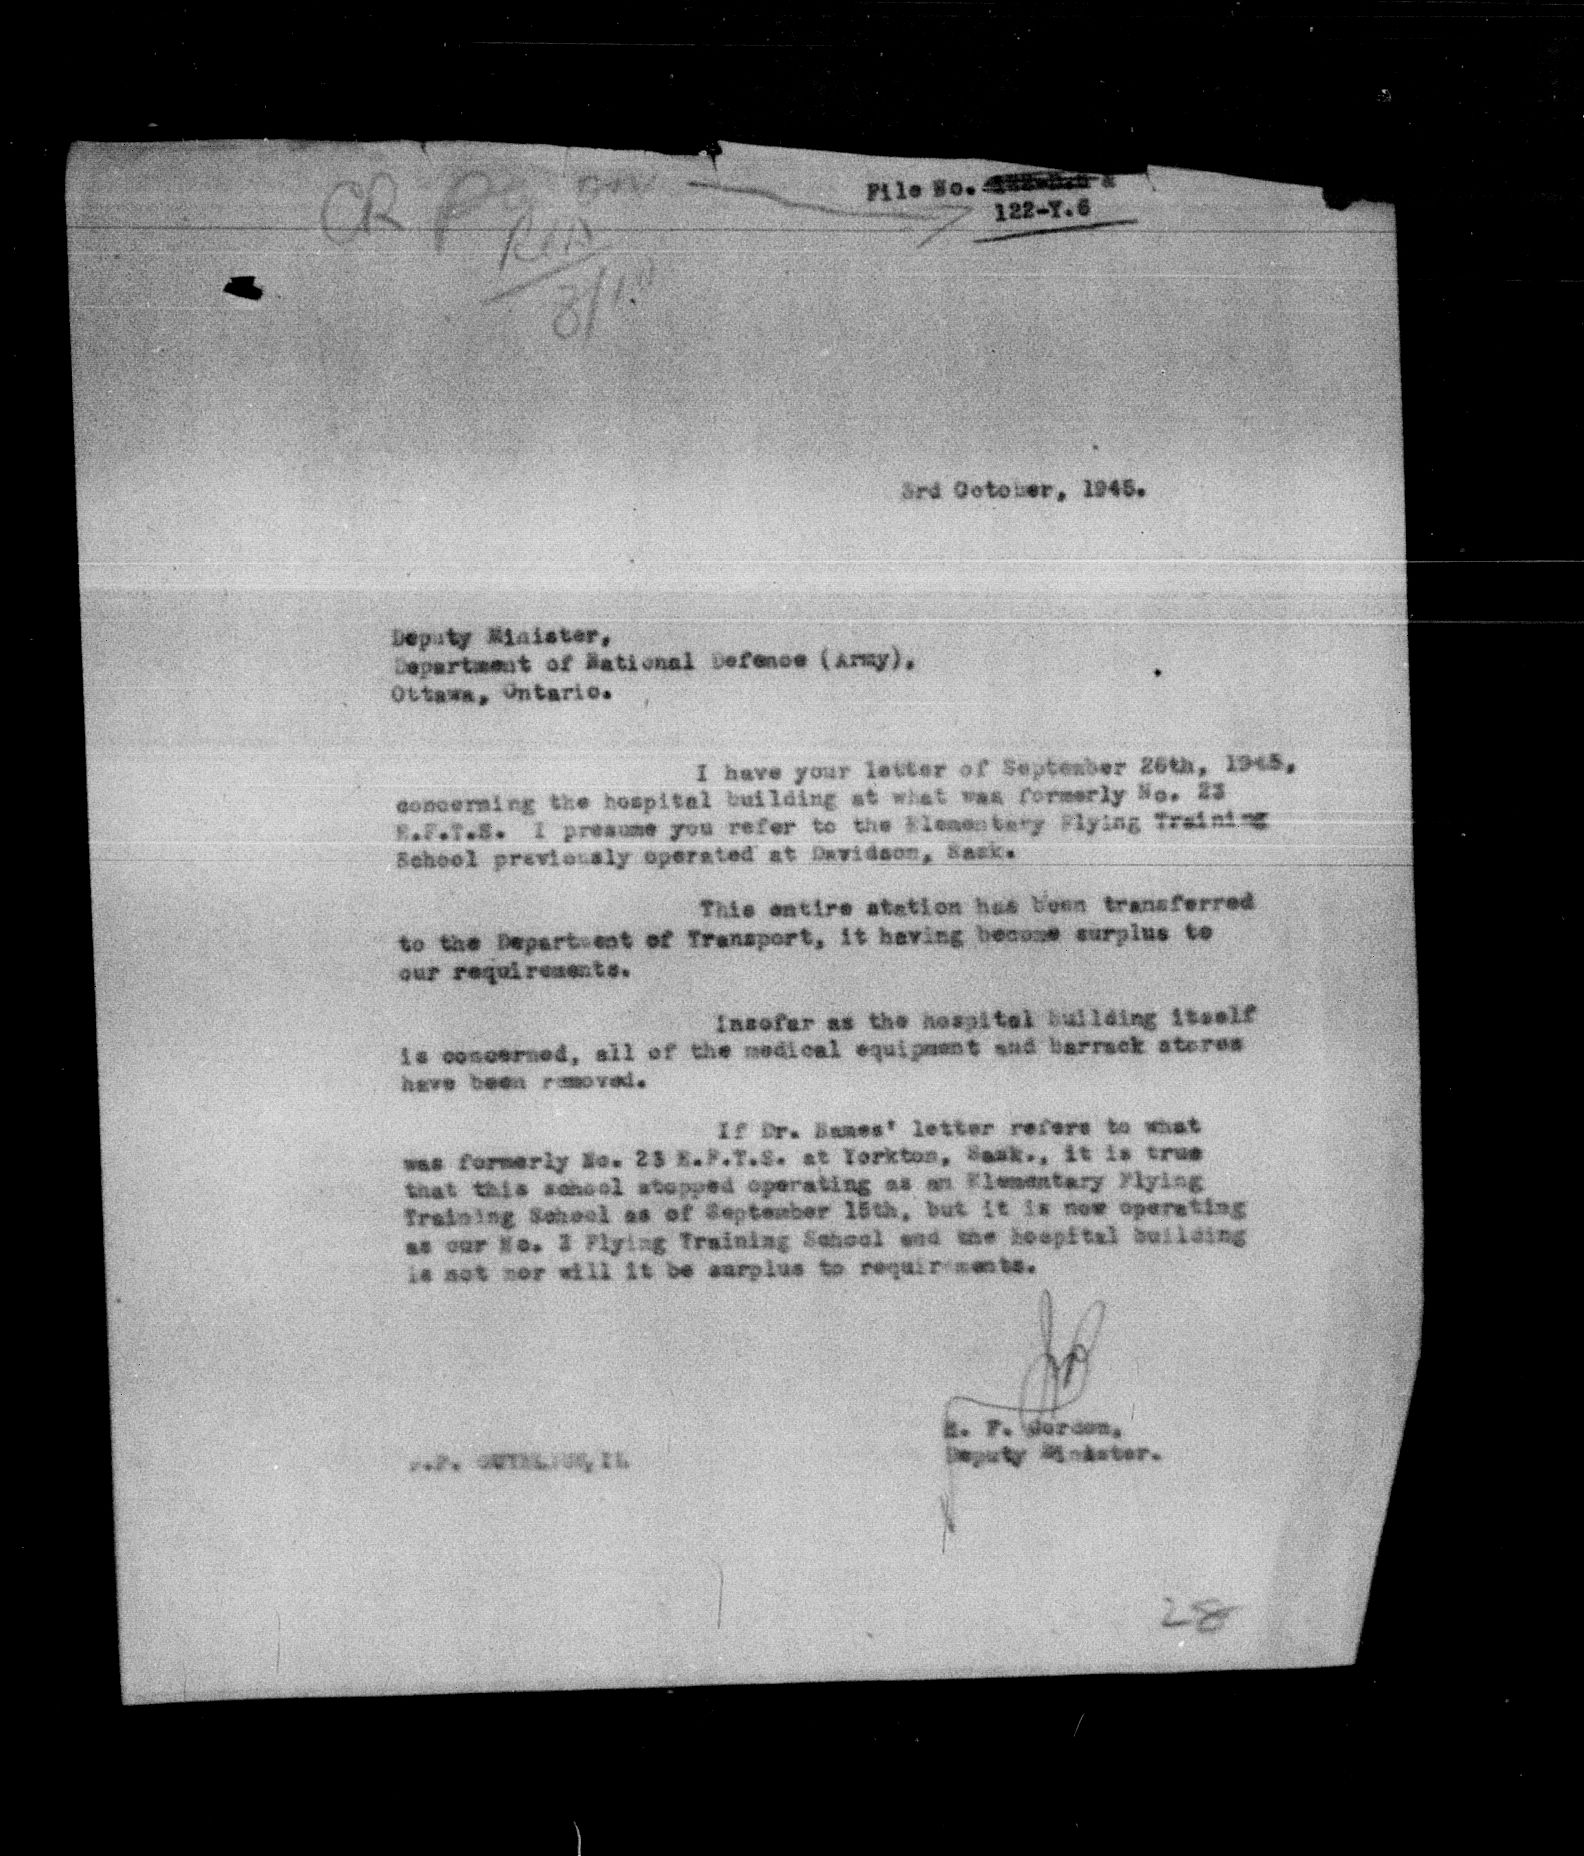 CR
File No.
122-Y.6
3rd October, 1945.
Deputy Minister,
Department of National Defence (Army),
Ottawa, Ontario.
I have your letter of September 26th, 1945,
concerning the hospital building at what was formerly No. 23
E.F.T.S. I presume you refer to the Elementary Flying Training
School previously operated at Davidson, Sask.
This entire station has been transferred
to the Department of Transport, it having become surplus to
our requirements.
Insofar as the hospital building itself
is concerned, all of the medical equipment and barrack stores
have been removed.
If Dr. Hames' letter refers to what
was formerly No. 23 E.F.T.S. at Yorkton, Sask., it is true
that this school stopped operating as an Elementary Flying
Training School as of September 15th, but it is now operating
as our No. 2 Flying Training School and the hospital building
is not nor will it be surplus to requirements.
H. F. Gordon,
Deputy Minister.
28